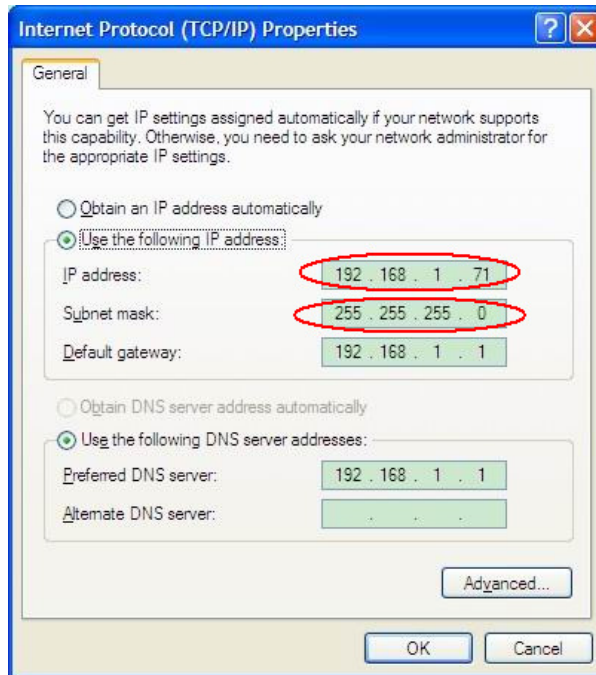 Internet Protocol (TCP/IP) Properties
General
You can get IP settings assigned automatically if your network supports
this capability. Otherwise, you need to ask your network administrator for
the appropriate IP settings.
Obtain an IP address automatically
Use the following IP address:
IP address: 192 . 168 . 1 . 71
Subnet mask: 255 . 255 . 255 . 0
Default gateway: 192 . 168 . 1 . 1
Obtain DNS server address automatically
Use the following DNS server addresses:
Preferred DNS server: 192 . 168 . 1 . 1
Alternate DNS server: . . .
Advanced...
OK Cancel